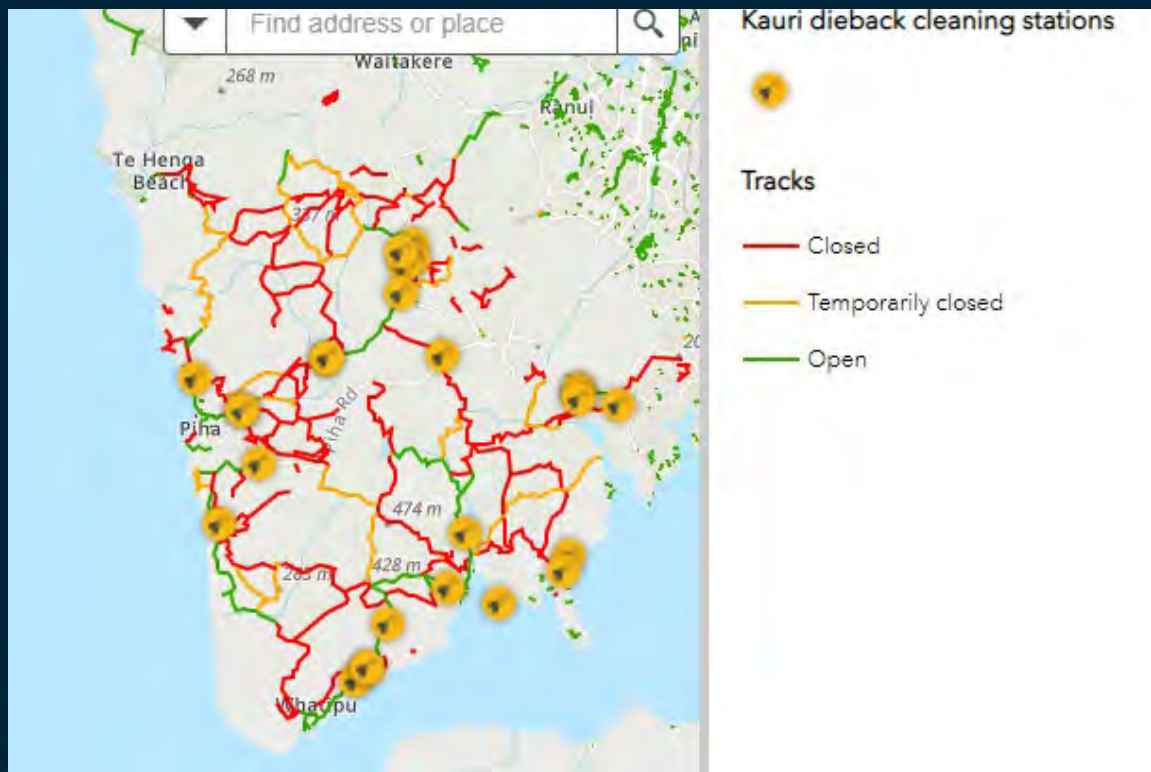 Find address or place
Waitakere
268 m
Ranui
Te Henga
Beach
337 m
Piha Rd
Piha
474 m
428 m
Whatipu
Kauri dieback cleaning stations
Tracks
Closed
Temporarily closed
Open